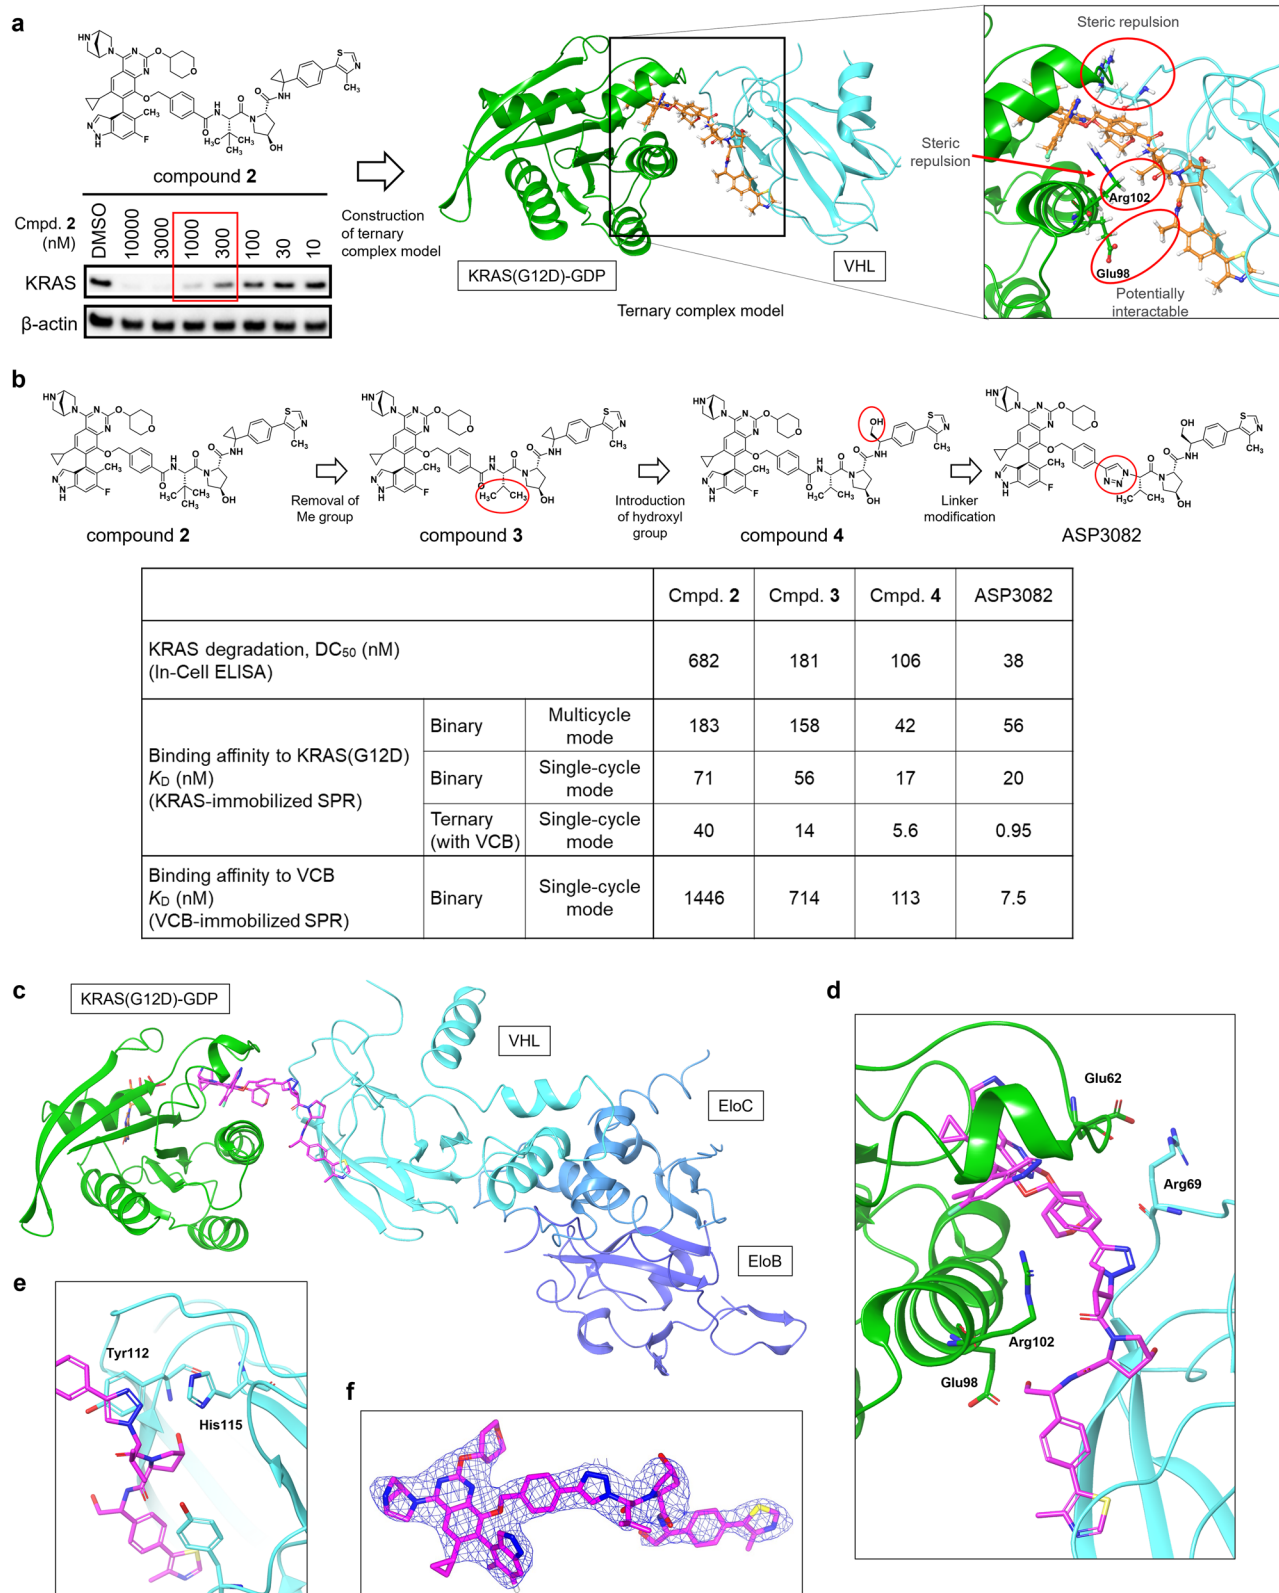 a
compound 2
Cmpd. 2
(nM)
DMSO
10000
3000
1000
300
100
30
10
KRAS
β-actin
Construction
of ternary
complex model
KRAS(G12D)-GDP
VHL
Ternary complex model
Steric repulsion
Steric
repulsion
Arg102
Glu98
Potentially
interactable
b
compound 2
Removal of
Me group
compound 3
Introduction
of hydroxyl
group
compound 4
Linker
modification
ASP3082
Cmpd. 2 Cmpd. 3 Cmpd. 4 ASP3082
KRAS degradation, DC50 (nM)
(In-Cell ELISA)
682 181 106 38
Binding affinity to KRAS(G12D)
KD (nM)
(KRAS-immobilized SPR)
Binary Multicycle mode 183 158 42 56
Binary Single-cycle mode 71 56 17 20
Ternary (with VCB) Single-cycle mode 40 14 5.6 0.95
Binding affinity to VCB
KD (nM)
(VCB-immobilized SPR)
Binary Single-cycle mode 1446 714 113 7.5
c
KRAS(G12D)-GDP
VHL
EloC
EloB
d
Glu62
Arg69
Arg102
Glu98
e
Tyr112
His115
f